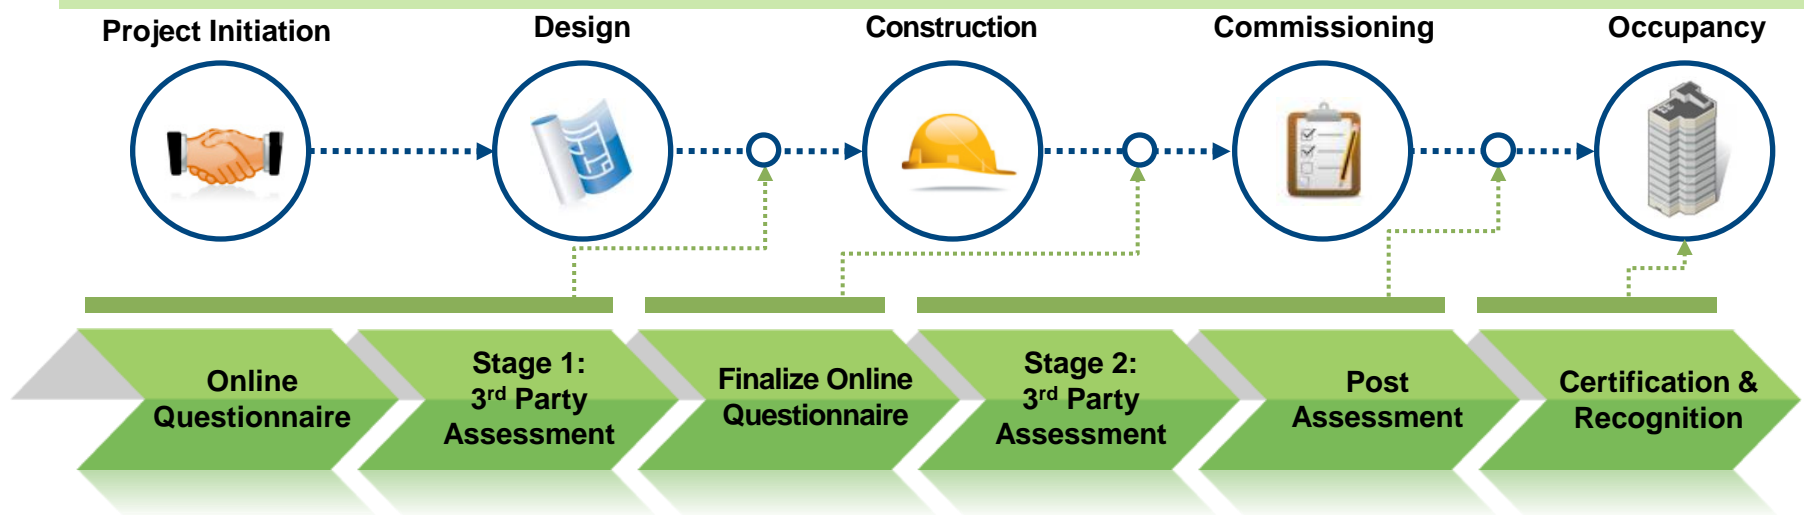 Project Initiation
Design
Construction
Commissioning
Occupancy
Online
Questionnaire
Stage 1:
3rd Party
Assessment
Finalize Online
Questionnaire
Stage 2:
3rd Party
Assessment
Post
Assessment
Certification &
Recognition